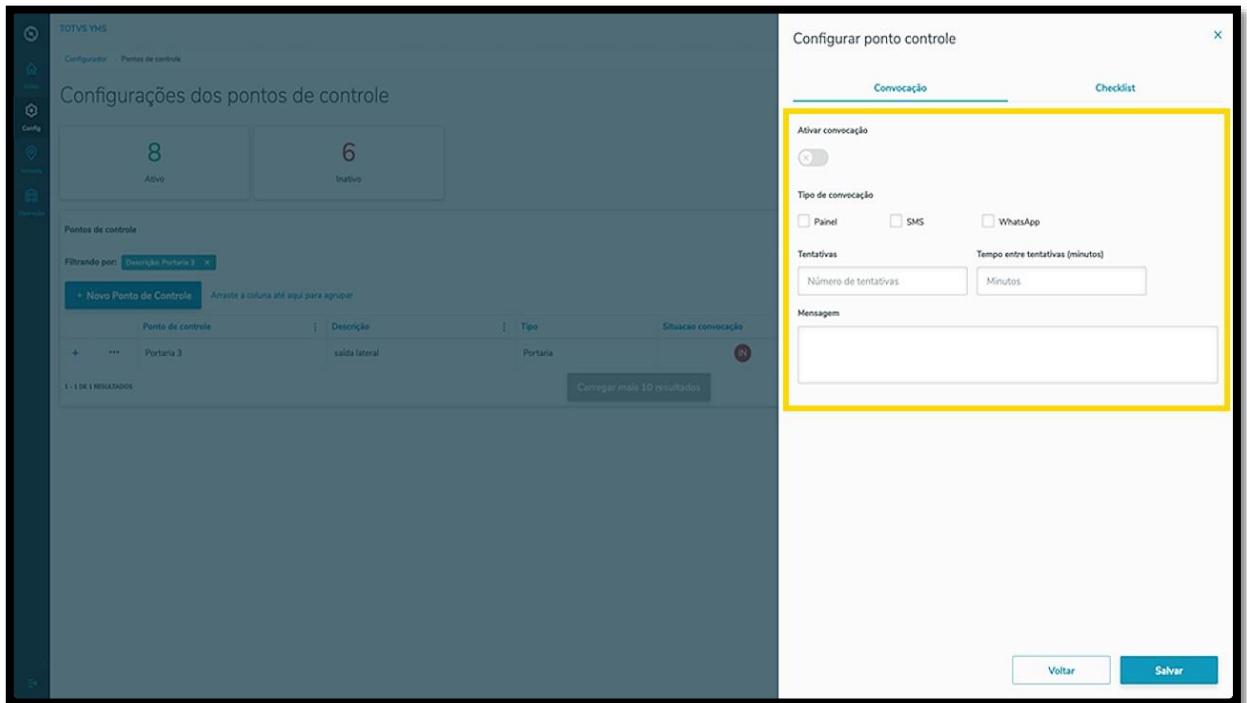 TOTVS YMS
Configurador Pontos de controle
Configurações dos pontos de controle
8
Ativo
6
Inativo
Pontos de controle
Filtrando por: Descrição: Portaria 3 ×
+ Novo Ponto de Controle Arraste a coluna até aqui para agrupar
Ponto de controle Descrição Tipo Situacao convocação
+ ... Portaria 3 saída lateral Portaria IN
1 - 1 DE 1 RESULTADOS Carregar mais 10 resultados
Config
Configurar ponto controle ×
Convocação Checklist
Ativar convocação
Tipo de convocação
Painel SMS WhatsApp
Tentativas Tempo entre tentativas (minutos)
Número de tentativas Minutos
Mensagem
Voltar Salvar